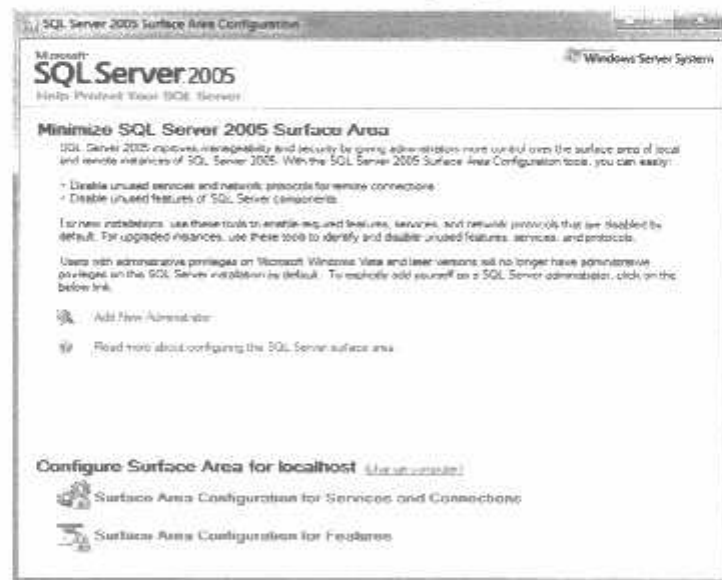 SQL Server 2005 Surface Area Configuration
Microsoft
SQL Server 2005
Windows Server System
Help Protect Your SQL Server
Minimize SQL Server 2005 Surface Area
SQL Server 2005 improves manageability and security by giving administrators more control over the surface area of local
and remote instances of SQL Server 2005. With the SQL Server 2005 Surface Area Configuration tools, you can easily:
- Disable unused services and network protocols for remote connections
- Disable unused features of SQL Server components
For new installations, use these tools to enable required features, services, and network protocols that are disabled by
default. For upgraded instances, use these tools to identify and disable unused features, services, and protocols.
Users with administrative privileges on Microsoft Windows Vista and later versions will no longer have administrative
privileges on this SQL Server installation by default. To explicitly add yourself as a SQL Server administrator, click on the
below link.
Add New Administrator
Read more about configuring the SQL Server surface area
Configure Surface Area for localhost (change computer)
Surface Area Configuration for Services and Connections
Surface Area Configuration for Features